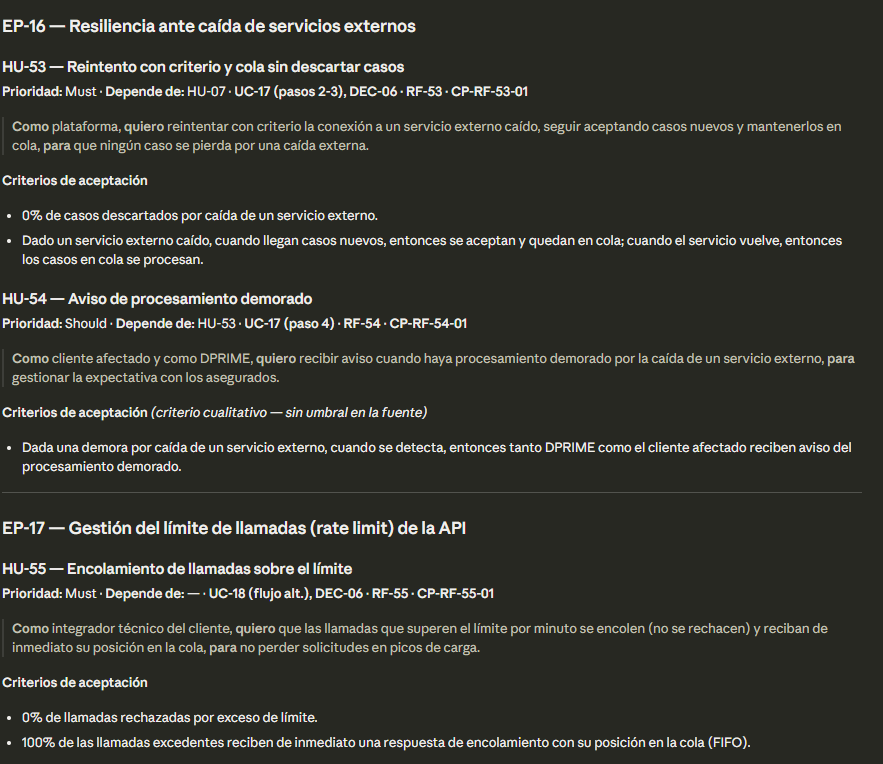 EP-16 — Resiliencia ante caída de servicios externos
HU-53 — Reintento con criterio y cola sin descartar casos
Prioridad: Must · Depende de: HU-07 · UC-17 (pasos 2-3), DEC-06 · RF-53 · CP-RF-53-01
Como plataforma, quiero reintentar con criterio la conexión a un servicio externo caído, seguir aceptando casos nuevos y mantenerlos en
cola, para que ningún caso se pierda por una caída externa.
Criterios de aceptación
• 0% de casos descartados por caída de un servicio externo.
• Dado un servicio externo caído, cuando llegan casos nuevos, entonces se aceptan y quedan en cola; cuando el servicio vuelve, entonces
los casos en cola se procesan.
HU-54 — Aviso de procesamiento demorado
Prioridad: Should · Depende de: HU-53 · UC-17 (paso 4) · RF-54 · CP-RF-54-01
Como cliente afectado y como DPRIME, quiero recibir aviso cuando haya procesamiento demorado por la caída de un servicio externo, para
gestionar la expectativa con los asegurados.
Criterios de aceptación (criterio cualitativo — sin umbral en la fuente)
• Dada una demora por caída de un servicio externo, cuando se detecta, entonces tanto DPRIME como el cliente afectado reciben aviso del
procesamiento demorado.
EP-17 — Gestión del límite de llamadas (rate limit) de la API
HU-55 — Encolamiento de llamadas sobre el límite
Prioridad: Must · Depende de: — · UC-18 (flujo alt.), DEC-06 · RF-55 · CP-RF-55-01
Como integrador técnico del cliente, quiero que las llamadas que superen el límite por minuto se encolen (no se rechacen) y reciban de
inmediato su posición en la cola, para no perder solicitudes en picos de carga.
Criterios de aceptación
• 0% de llamadas rechazadas por exceso de límite.
• 100% de las llamadas excedentes reciben de inmediato una respuesta de encolamiento con su posición en la cola (FIFO).